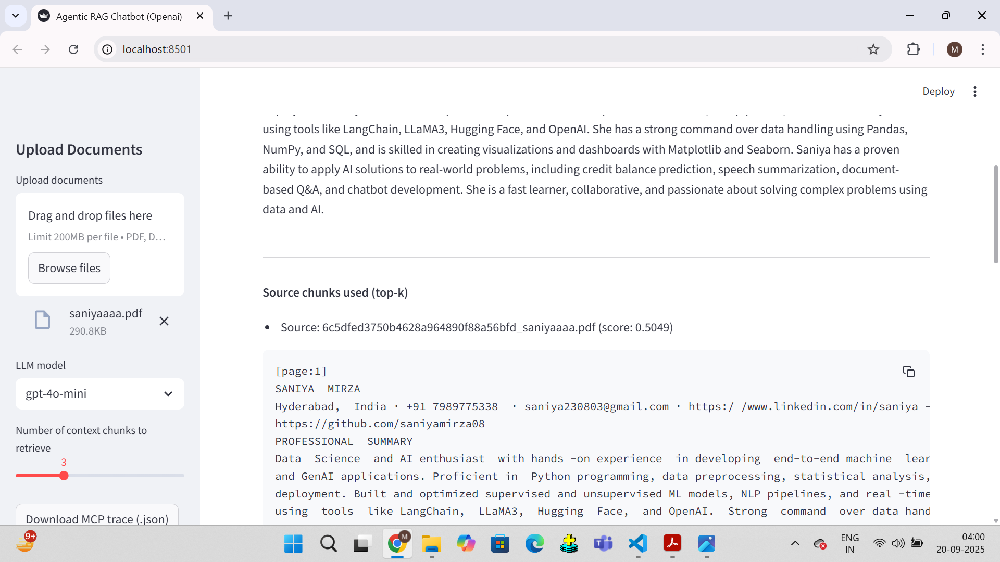 Agentic RAG Chatbot (Openai)
localhost:8501
M
Deploy
Upload Documents
Upload documents
Drag and drop files here
Limit 200MB per file • PDF, D...
Browse files
saniyaaaa.pdf
290.8KB
LLM model
gpt-4o-mini
Number of context chunks to
retrieve
3
Download MCP trace (.json)
using tools like LangChain, LLaMA3, Hugging Face, and OpenAI. She has a strong command over data handling using Pandas,
NumPy, and SQL, and is skilled in creating visualizations and dashboards with Matplotlib and Seaborn. Saniya has a proven
ability to apply AI solutions to real-world problems, including credit balance prediction, speech summarization, document-
based Q&A, and chatbot development. She is a fast learner, collaborative, and passionate about solving complex problems using
data and AI.
Source chunks used (top-k)
• Source: 6c5dfed3750b4628a964890f88a56bfd_saniyaaaa.pdf (score: 0.5049)
[page:1]
SANIYA  MIRZA
Hyderabad,  India · +91 7989775338  · saniya230803@gmail.com · https:/ /www.linkedin.com/in/saniya -
https://github.com/saniyamirza08
PROFESSIONAL  SUMMARY
Data  Science  and AI enthusiast  with hands -on experience  in developing  end-to-end machine  lear
and GenAI applications. Proficient in  Python programming, data preprocessing, statistical analysis,
deployment. Built and optimized supervised and unsupervised ML models, NLP pipelines, and real -time
using  tools  like LangChain,  LLaMA3,  Hugging  Face,  and OpenAI.  Strong  command  over data hand
9+
M
ENG
IN
04:00
20-09-2025